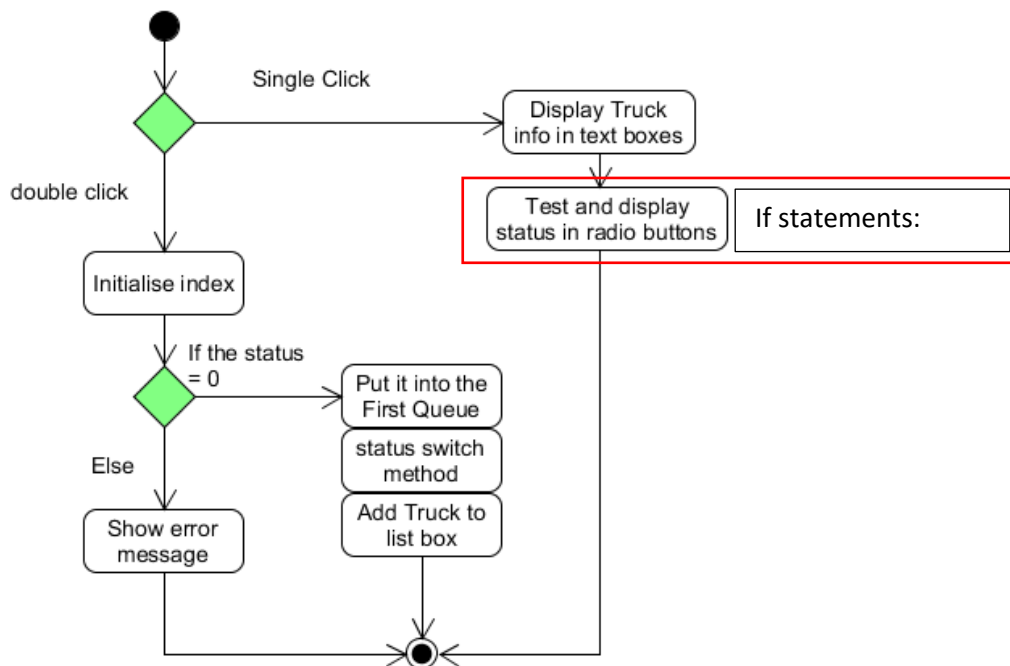 Single Click
Display Truck
info in text boxes
double click
Test and display
status in radio buttons
If statements:
Initialise index
If the status
= 0
Put it into the
First Queue
status switch
method
Else
Add Truck to
list box
Show error
message